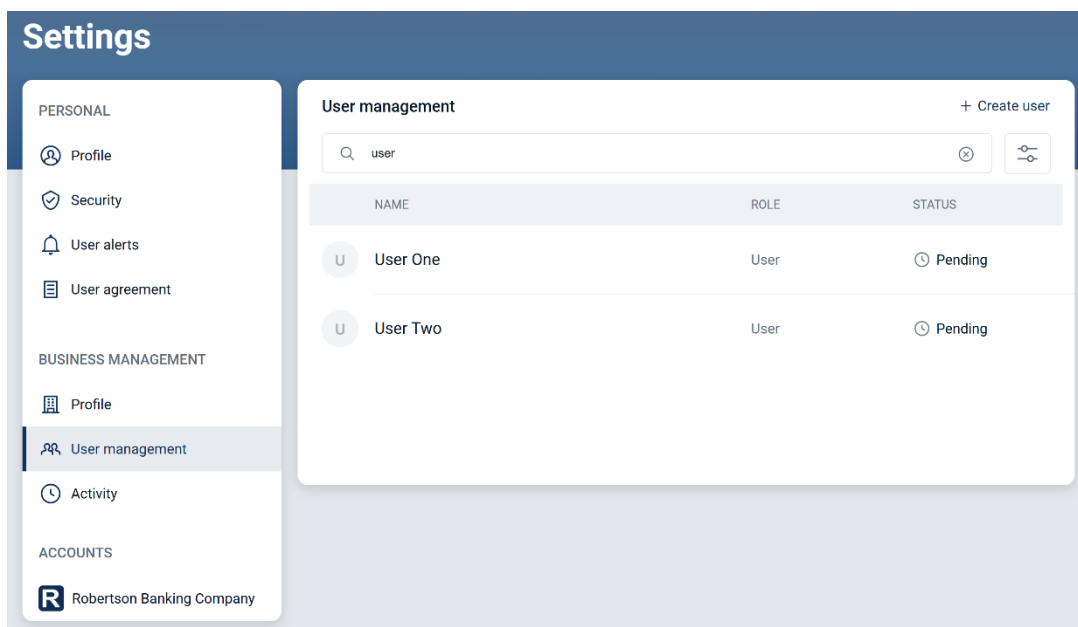 Settings
PERSONAL
Profile
Security
User alerts
User agreement
BUSINESS MANAGEMENT
Profile
User management
Activity
ACCOUNTS
R Robertson Banking Company
User management
+ Create user
user
NAME ROLE STATUS
U User One User Pending
U User Two User Pending